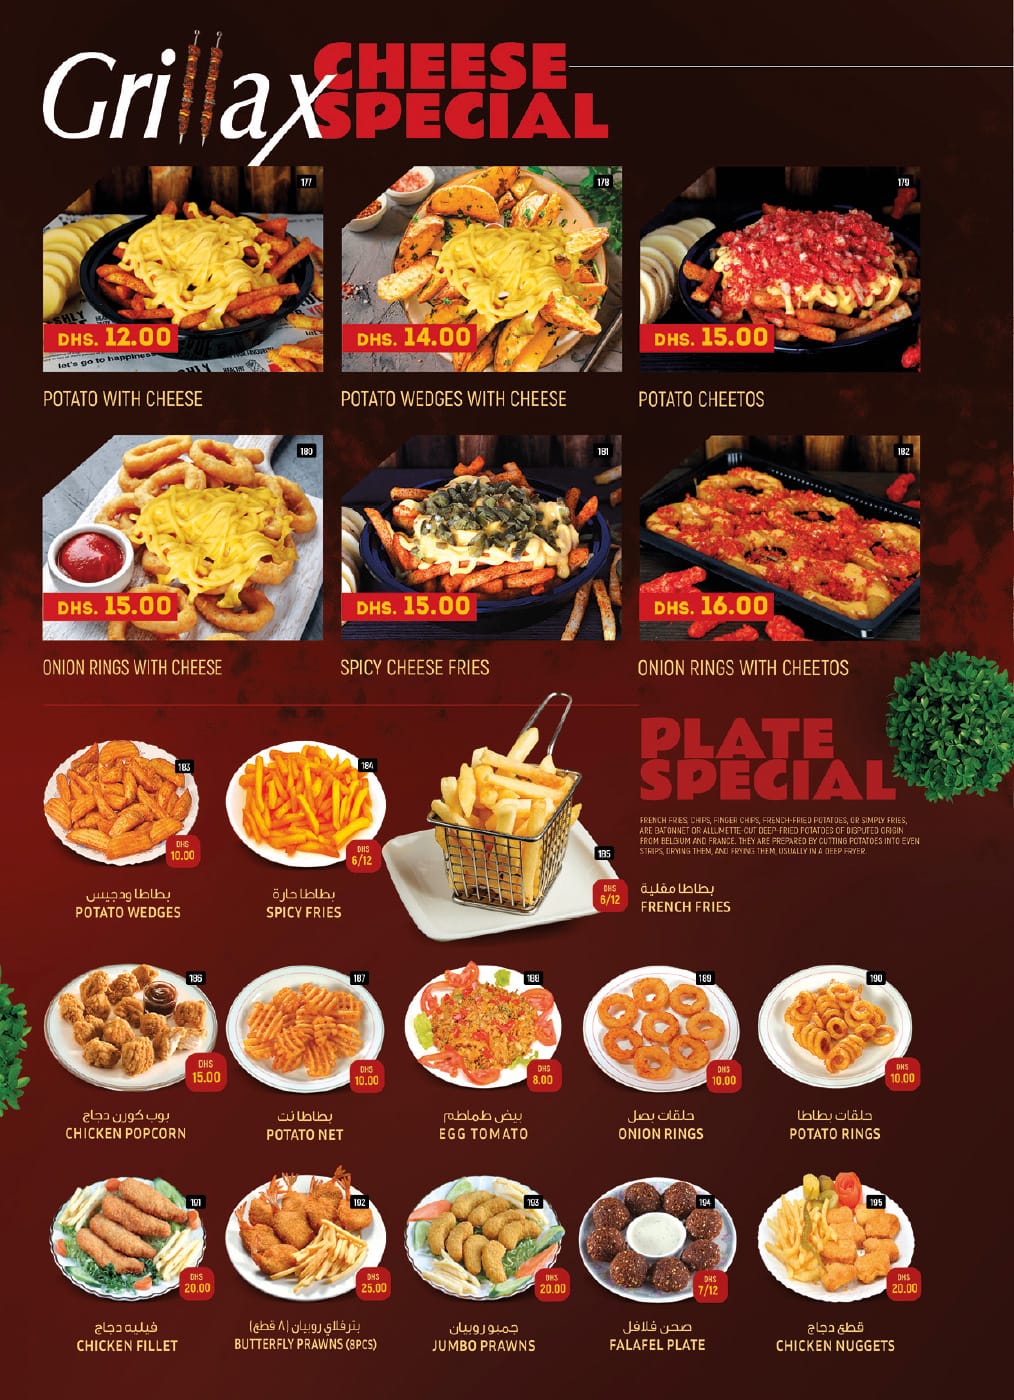 Grillax
CHEESE
SPECIAL
177
DHS. 12.00
POTATO WITH CHEESE
178
DHS. 14.00
POTATO WEDGES WITH CHEESE
179
DHS. 15.00
POTATO CHEETOS
180
DHS. 15.00
ONION RINGS WITH CHEESE
181
DHS. 15.00
SPICY CHEESE FRIES
182
DHS. 16.00
ONION RINGS WITH CHEETOS
PLATE
SPECIAL
FRENCH FRIES, CHIPS, FINGER CHIPS, FRENCH-FRIED POTATOES, OR SIMPLY FRIES,
ARE BATONNET OR ALLUMETTE-CUT DEEP-FRIED POTATOES OF DISPUTED ORIGIN
FROM BELGIUM AND FRANCE. THEY ARE PREPARED BY CUTTING POTATOES INTO EVEN
STRIPS, DRYING THEM, AND FRYING THEM, USUALLY IN A DEEP FRYER.
183
DHS
10.00
بطاطا ودجيس
POTATO WEDGES
184
DHS
6/12
بطاطا حارة
SPICY FRIES
185
DHS
6/12
بطاطا مقلية
FRENCH FRIES
186
DHS
15.00
بوب كورن دجاج
CHICKEN POPCORN
187
DHS
10.00
بطاطا نت
POTATO NET
188
DHS
8.00
بيض طماطم
EGG TOMATO
189
DHS
10.00
حلقات بصل
ONION RINGS
190
DHS
10.00
حلقات بطاطا
POTATO RINGS
191
DHS
20.00
فيليه دجاج
CHICKEN FILLET
192
DHS
25.00
بترفلاي روبيان (٨ قطع)
BUTTERFLY PRAWNS (8PCS)
193
DHS
20.00
جمبو روبيان
JUMBO PRAWNS
194
DHS
7/12
صحن فلافل
FALAFEL PLATE
195
DHS
20.00
قطع دجاج
CHICKEN NUGGETS